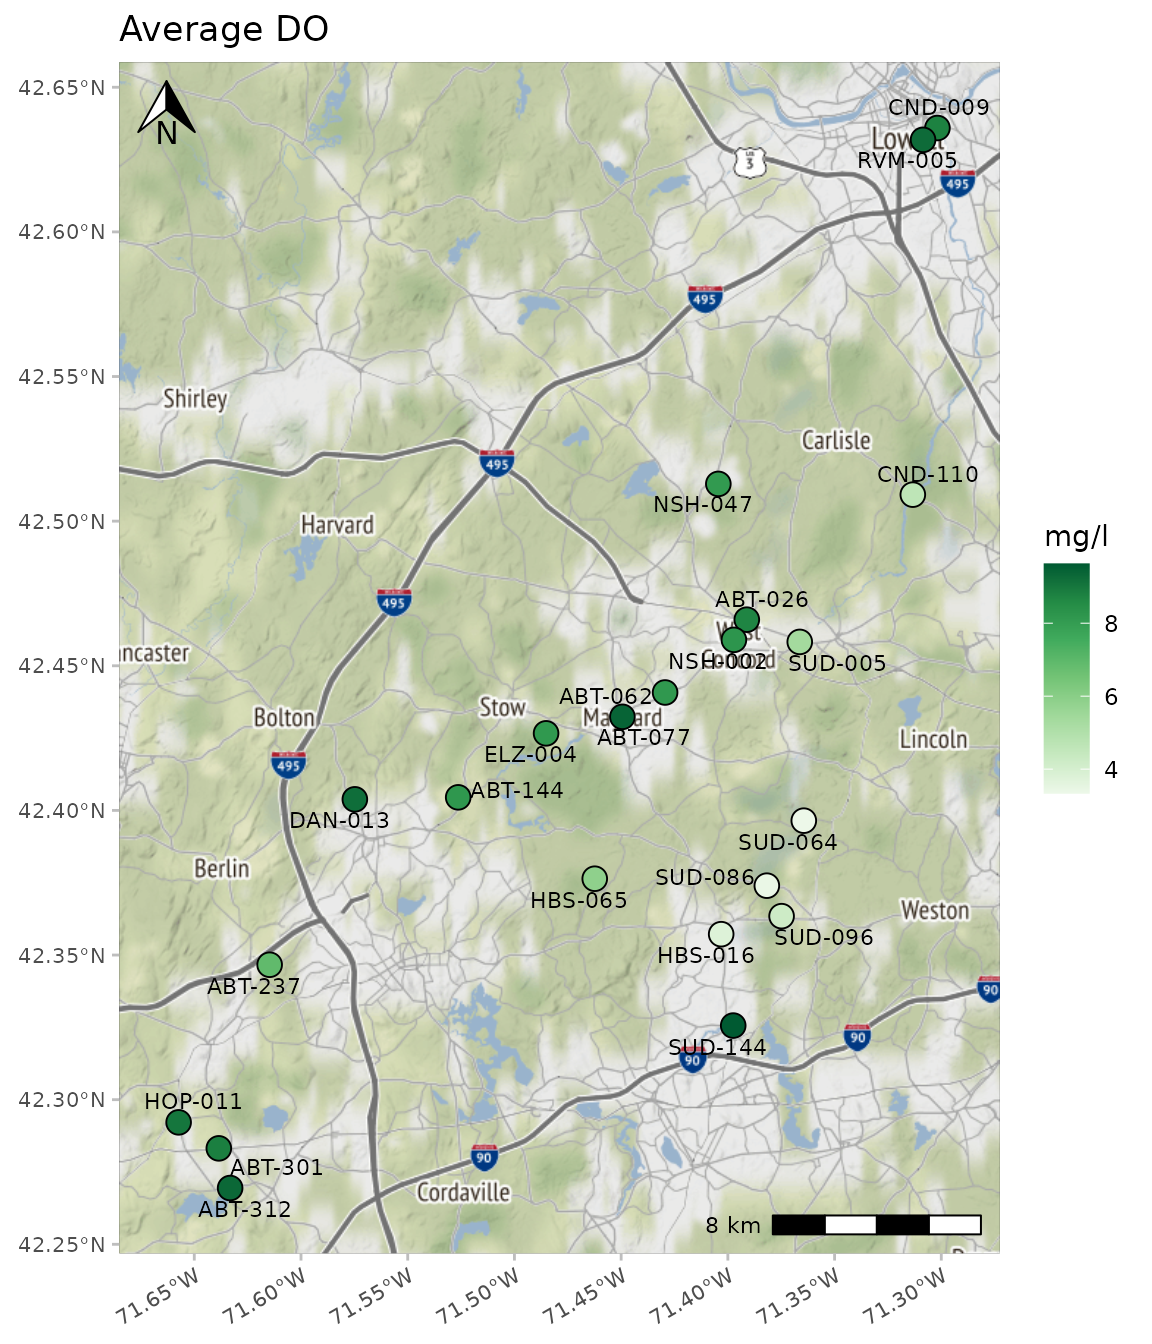 Average DO
42.65°N
42.60°N
42.55°N
42.50°N
42.45°N
42.40°N
42.35°N
42.30°N
42.25°N
N
CND-009
Lowell
RVM-005
US
3
495
495
Shirley
Carlisle
495
CND-110
NSH-047
Harvard
495
ABT-026
West
Concord
NSH-002
SUD-005
ncaster
ABT-062
Stow
Maynard
ABT-077
Bolton
Lincoln
ELZ-004
495
ABT-144
DAN-013
SUD-064
Berlin
SUD-086
HBS-065
Weston
SUD-096
HBS-016
ABT-237
90
SUD-144
90
90
HOP-011
90
ABT-301
Cordaville
ABT-312
8 km
71.65°W
71.60°W
71.55°W
71.50°W
71.45°W
71.40°W
71.35°W
71.30°W
mg/l
8
6
4